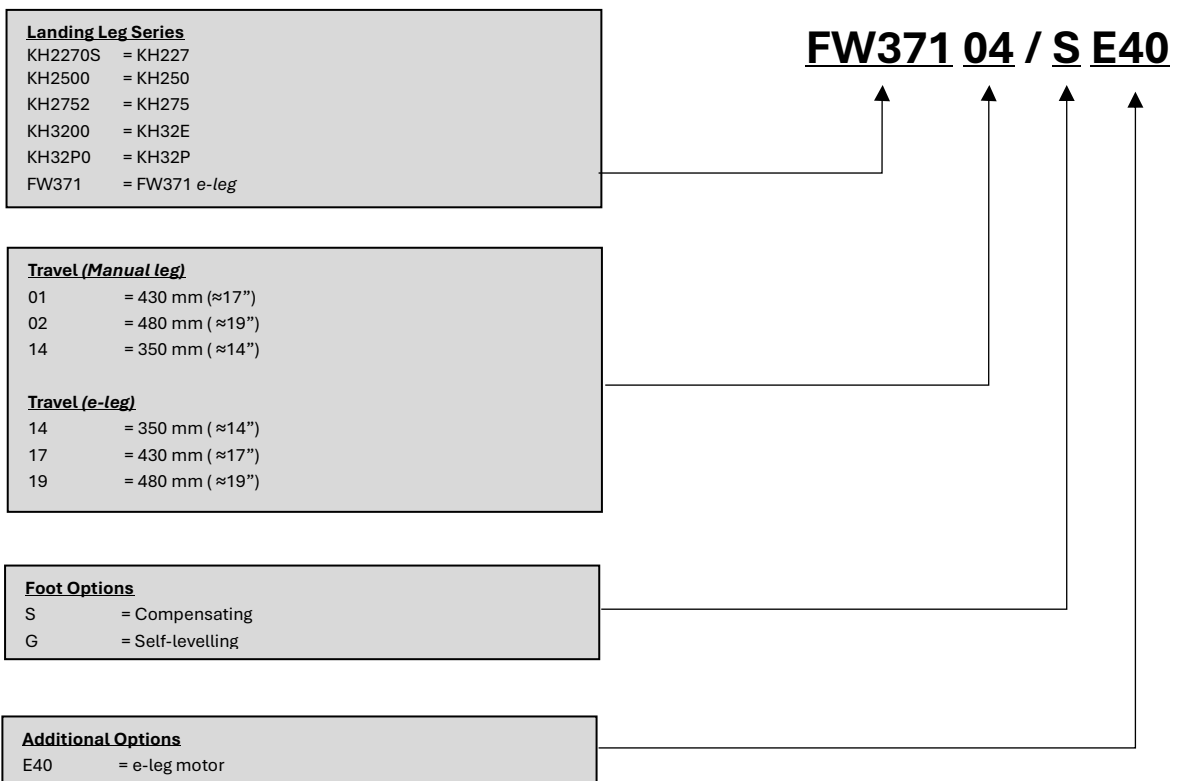 FW371 04 / S E40
Landing Leg Series
KH2270S = KH227
KH2500 = KH250
KH2752 = KH275
KH3200 = KH32E
KH32P0 = KH32P
FW371 = FW371 e-leg
Travel (Manual leg)
01 = 430 mm (≈17”)
02 = 480 mm ( ≈19”)
14 = 350 mm ( ≈14”)
Travel (e-leg)
14 = 350 mm ( ≈14”)
17 = 430 mm ( ≈17”)
19 = 480 mm ( ≈19”)
Foot Options
S = Compensating
G = Self-levelling
Additional Options
E40 = e-leg motor